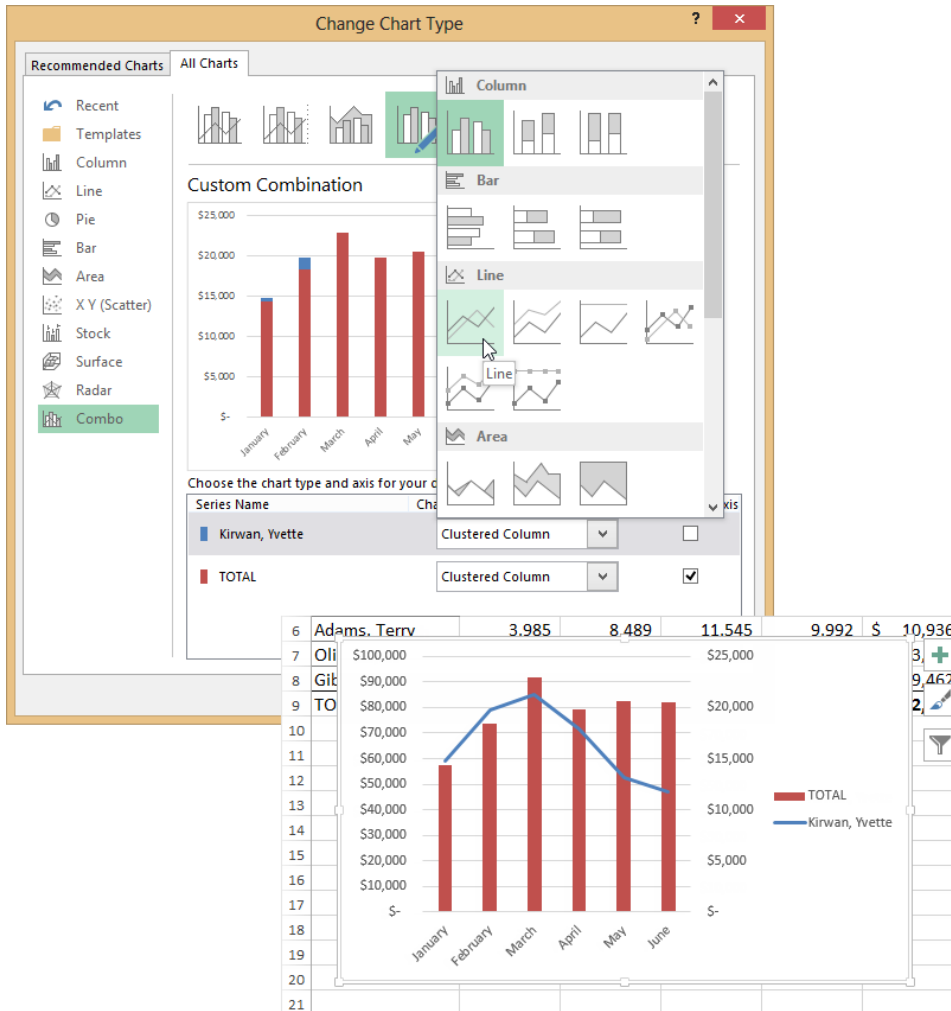 Change Chart Type
?
Recommended Charts
All Charts
Recent
Templates
Column
Line
Pie
Bar
Area
X Y (Scatter)
Stock
Surface
Radar
Combo
Custom Combination
$25,000
$20,000
$15,000
$10,000
$5,000
$-
January
February
March
April
May
Column
Bar
Line
Line
Area
Choose the chart type and axis for your
Series Name
Kirwan, Yvette
Clustered Column
TOTAL
Clustered Column
6 Adams, Terry 3,985 8,489 11,545 9,992 $ 10,936
7 Oli 3,
8 Gib 9,462
9 TO 2,
10
11
12
13
14
15
16
17
18
19
20
21
$100,000
$90,000
$80,000
$70,000
$60,000
$50,000
$40,000
$30,000
$20,000
$10,000
$-
$25,000
$20,000
$15,000
$10,000
$5,000
$-
January
February
March
April
May
June
TOTAL
Kirwan, Yvette